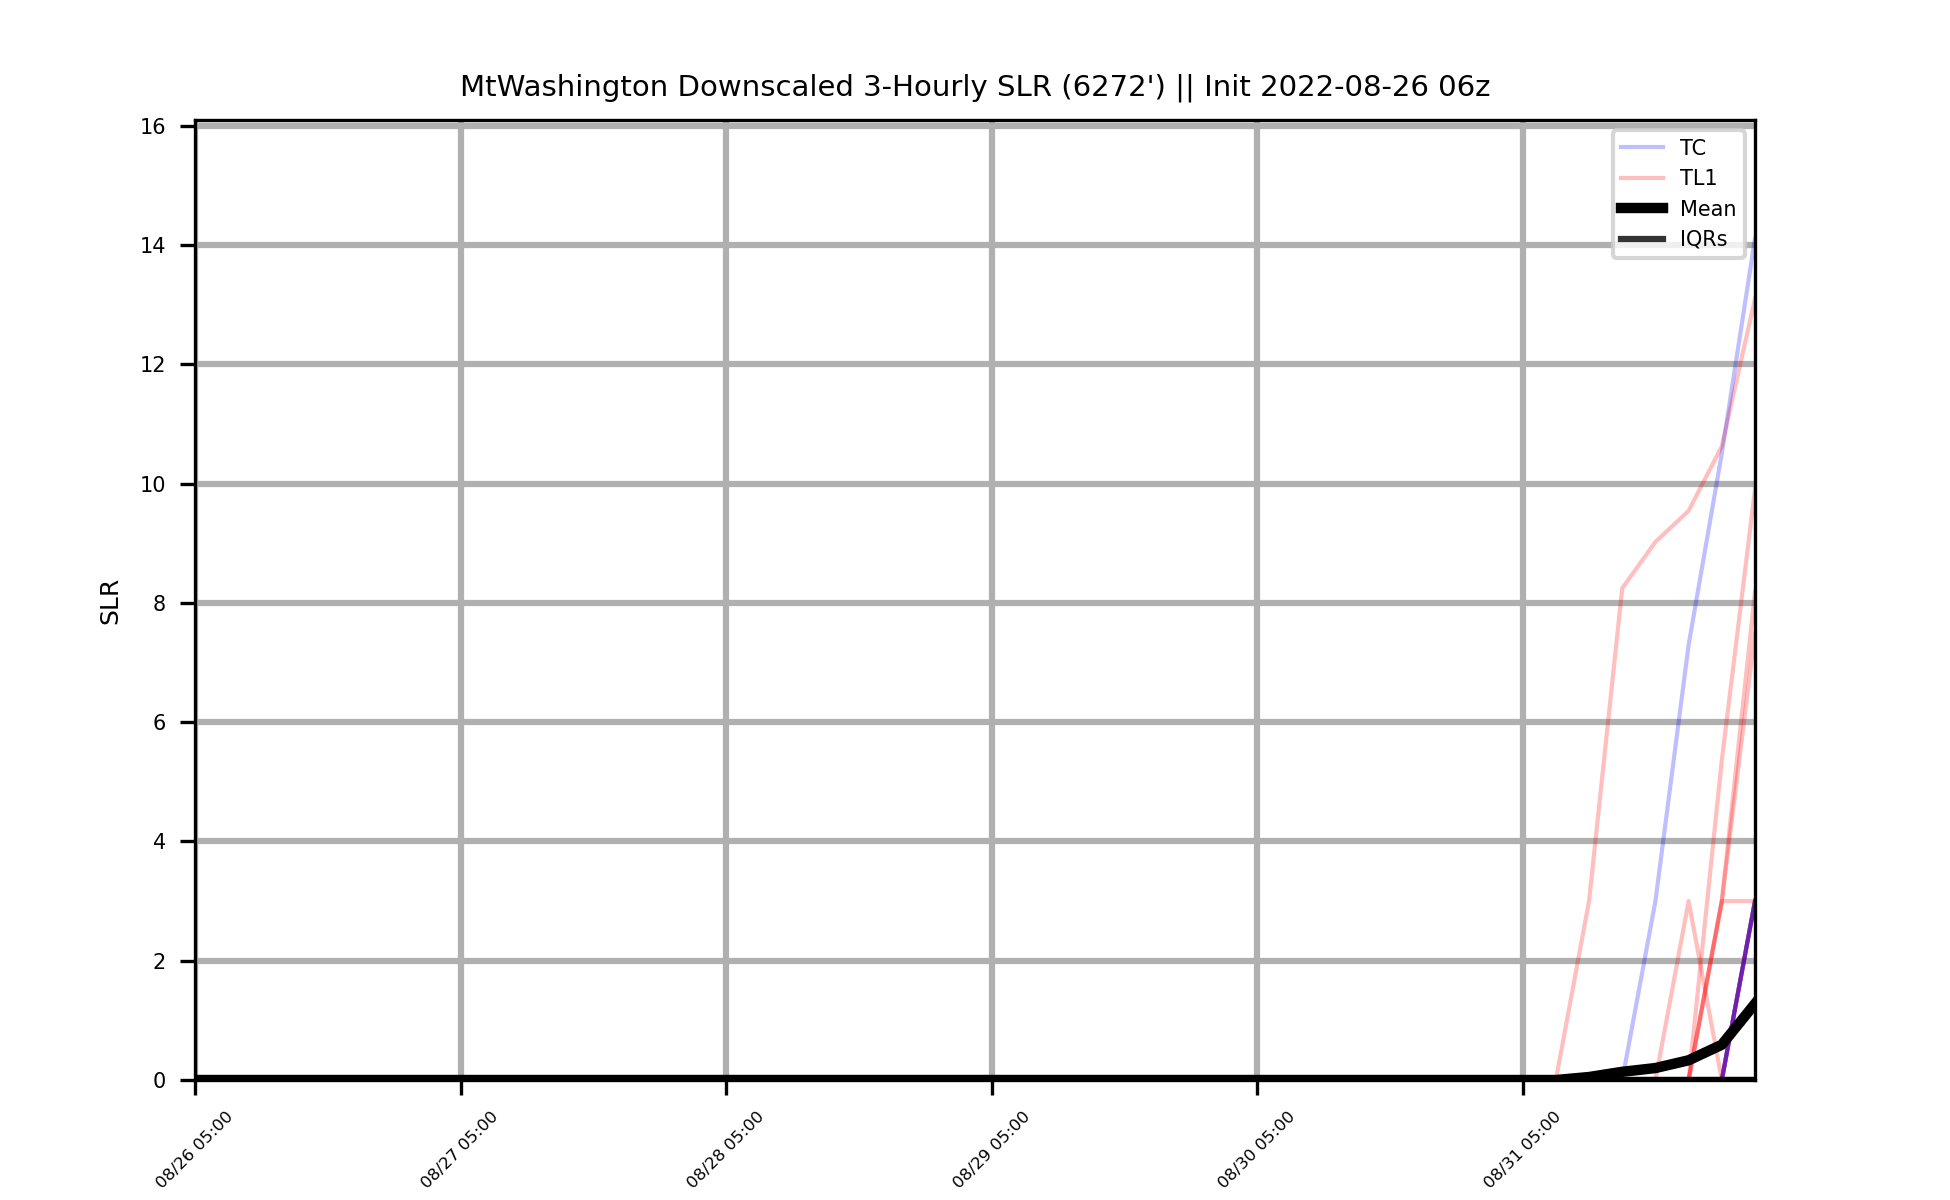 MtWashington Downscaled 3-Hourly SLR (6272') || Init 2022-08-26 06z
16
14
12
10
8
6
4
2
0
SLR
TC
TL1
Mean
IQRs
08/26 05:00
08/27 05:00
08/28 05:00
08/29 05:00
08/30 05:00
08/31 05:00